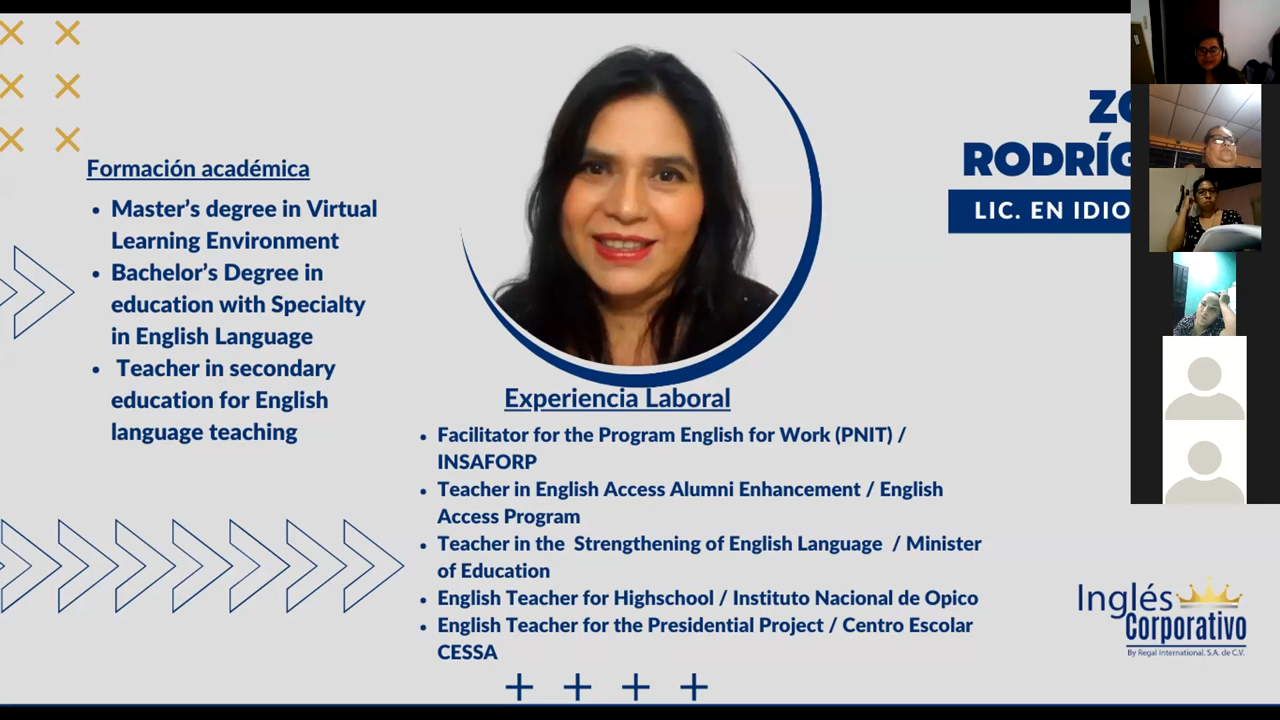 Formación académica
• Master's degree in Virtual
Learning Environment
• Bachelor's Degree in
education with Specialty
in English Language
• Teacher in secondary
education for English
language teaching
Experiencia Laboral
• Facilitator for the Program English for Work (PNIT) /
INSAFORP
• Teacher in English Access Alumni Enhancement / English
Access Program
• Teacher in the Strengthening of English Language / Minister
of Education
• English Teacher for Highschool / Instituto Nacional de Opico
• English Teacher for the Presidential Project / Centro Escolar
CESSA
LIC. EN
Inglés
Corporativo
By Regal International, S.A. de C.V.